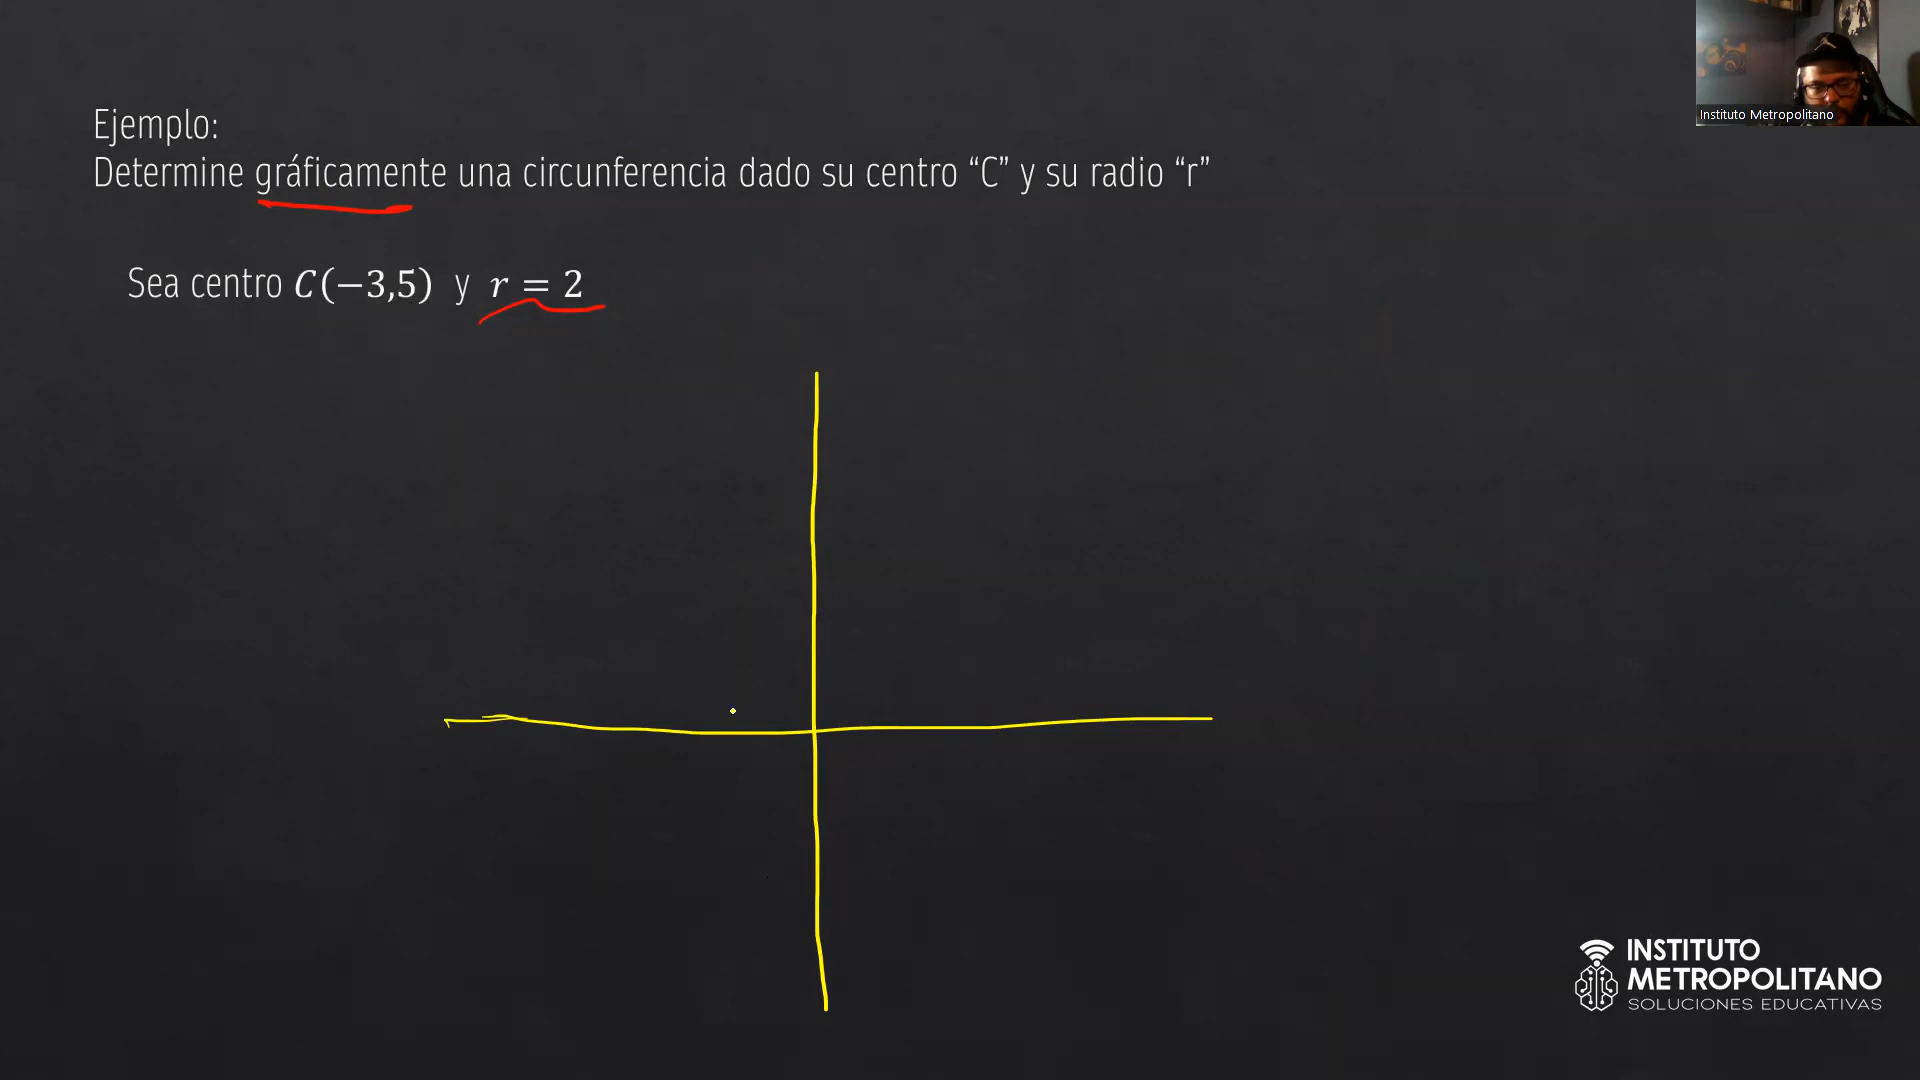 Instituto Metropolitano
Ejemplo:
Determine gráficamente una circunferencia dado su centro “C” y su radio “r”
Sea centro C(−3,5) y r = 2
INSTITUTO
METROPOLITANO
SOLUCIONES EDUCATIVAS